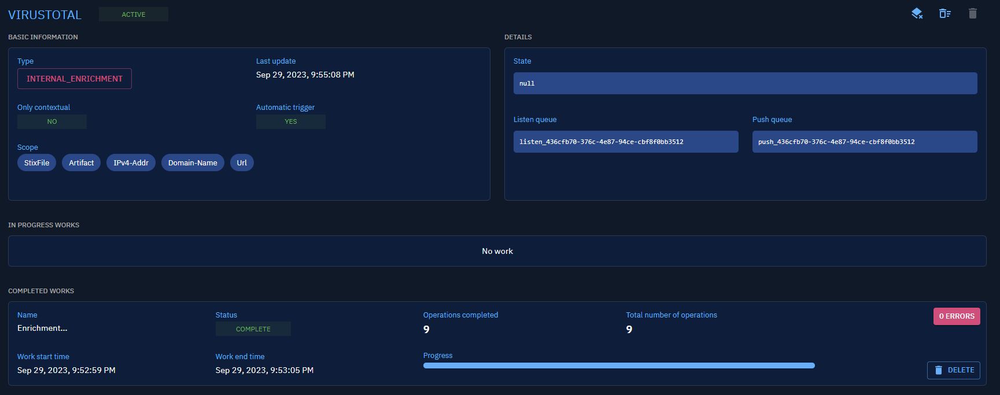 VIRUSTOTAL
ACTIVE
BASIC INFORMATION
Type
INTERNAL_ENRICHMENT
Last update
Sep 29, 2023, 9:55:08 PM
Only contextual
NO
Automatic trigger
YES
Scope
StixFile Artifact IPv4-Addr Domain-Name Url
DETAILS
State
null
Listen queue
listen_436cfb70-376c-4e87-94ce-cbf8f0bb3512
Push queue
push_436cfb70-376c-4e87-94ce-cbf8f0bb3512
IN PROGRESS WORKS
No work
COMPLETED WORKS
Name
Enrichment...
Status
COMPLETE
Operations completed
9
Total number of operations
9
0 ERRORS
Work start time
Sep 29, 2023, 9:52:59 PM
Work end time
Sep 29, 2023, 9:53:05 PM
Progress
DELETE